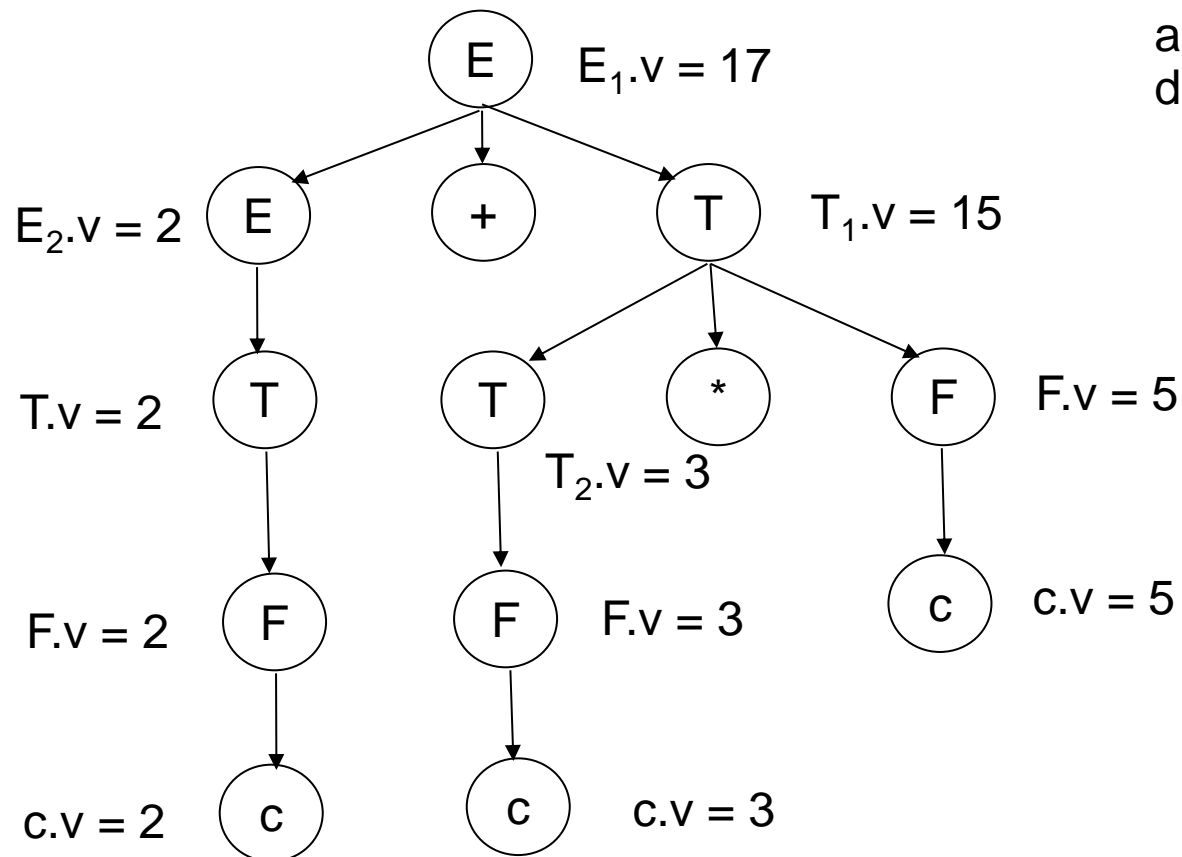 E E₁.v = 17 a
d
E₂.v = 2 E + T T₁.v = 15
T.v = 2 T T * F F.v = 5
T₂.v = 3
F.v = 2 F F F.v = 3 c c.v = 5
c.v = 2 c c c.v = 3